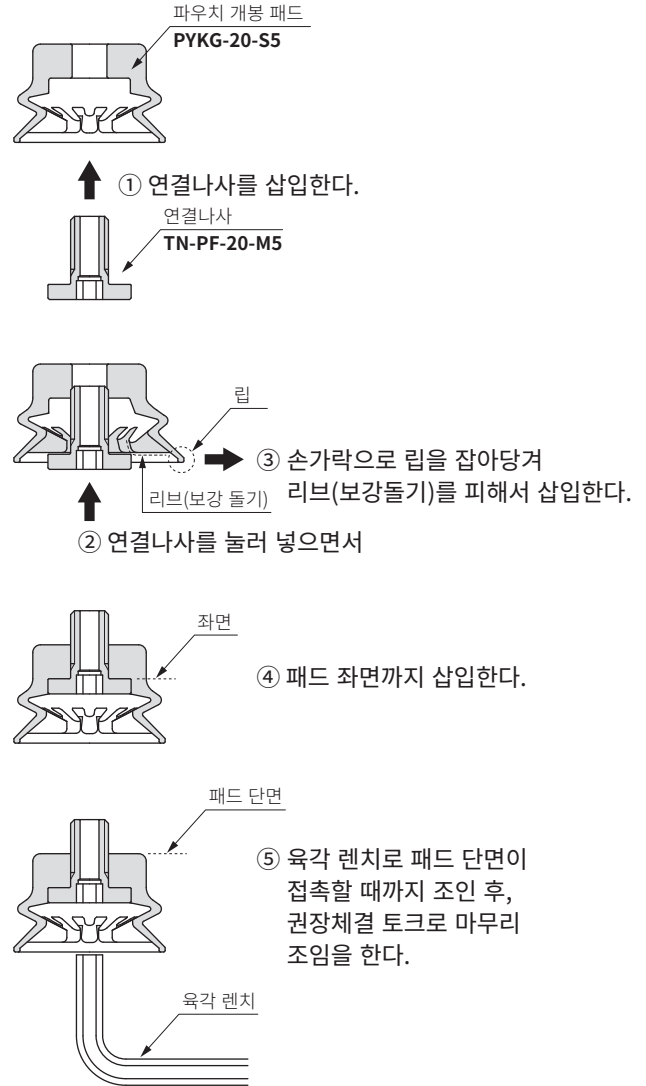 파우치 개봉 패드
PYKG-20-S5
① 연결나사를 삽입한다.
연결나사
TN-PF-20-M5
립
③ 손가락으로 립을 잡아당겨
리브(보강돌기)를 피해서 삽입한다.
리브(보강 돌기)
② 연결나사를 눌러 넣으면서
좌면
④ 패드 좌면까지 삽입한다.
패드 단면
⑤ 육각 렌치로 패드 단면이
접촉할 때까지 조인 후,
권장체결 토크로 마무리
조임을 한다.
육각 렌치